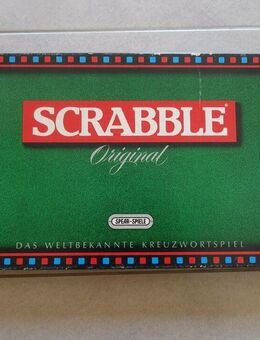 SCRABBLE
Original
SPEAR-SPIELE
DAS WELTBEKANNTE KREUZWORTSPIEL